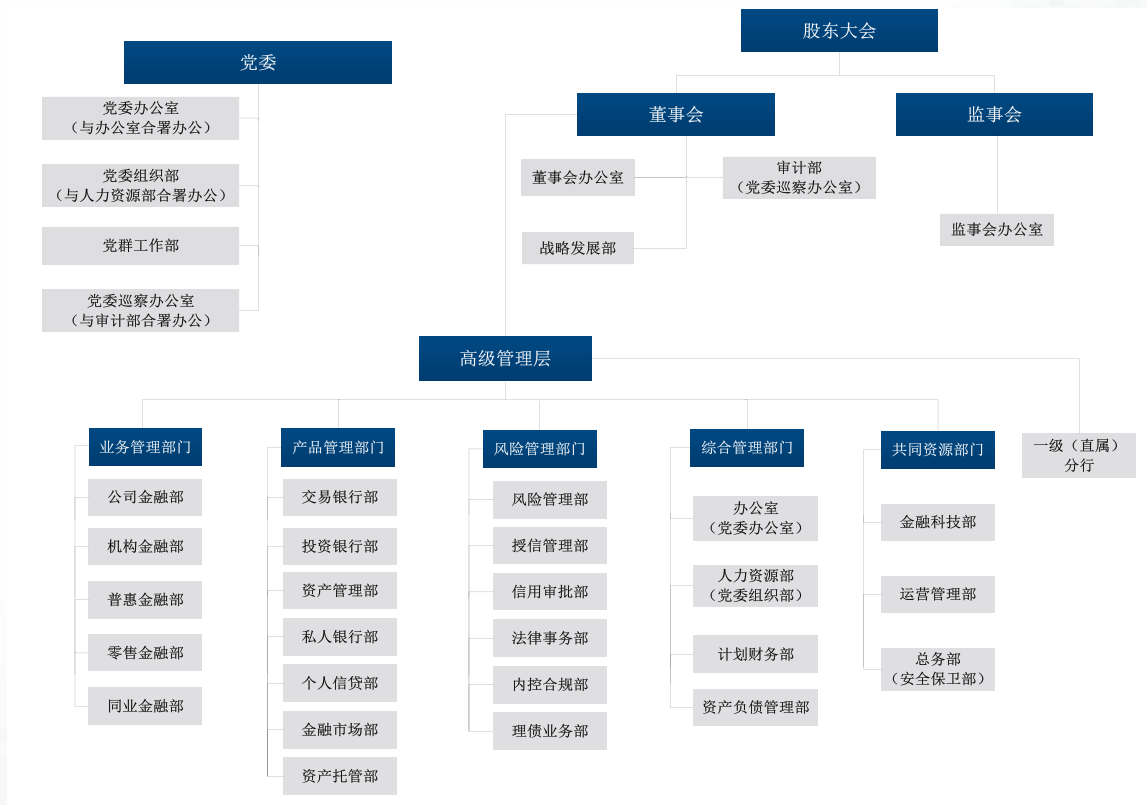 党委
党委办公室
（与办公室合署办公）
党委组织部
（与人力资源部合署办公）
党群工作部
党委巡察办公室
（与审计部合署办公）
股东大会
董事会
监事会
董事会办公室
审计部
（党委巡察办公室）
战略发展部
监事会办公室
高级管理层
业务管理部门
公司金融部
机构金融部
普惠金融部
零售金融部
同业金融部
产品管理部门
交易银行部
投资银行部
资产管理部
私人银行部
个人信贷部
金融市场部
资产托管部
风险管理部门
风险管理部
授信管理部
信用审批部
法律事务部
内控合规部
理债业务部
综合管理部门
办公室
（党委办公室）
人力资源部
（党委组织部）
计划财务部
资产负债管理部
共同资源部门
金融科技部
运营管理部
总务部
（安全保卫部）
一级（直属）
分行